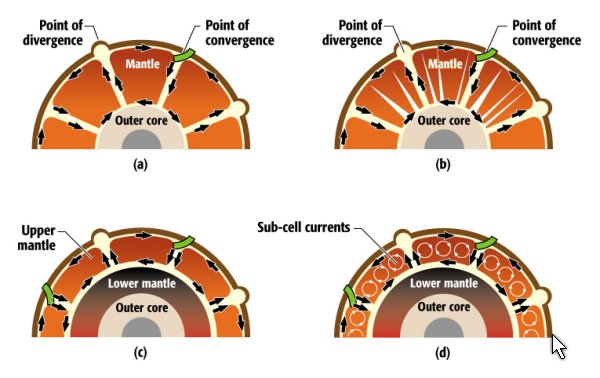 Point of
divergence
Point of
convergence
Mantle
Outer core
(a)
Point of
divergence
Point of
convergence
Mantle
Outer core
(b)
Upper
mantle
Lower mantle
Outer core
(c)
Sub-cell currents
Lower mantle
Outer core
(d)